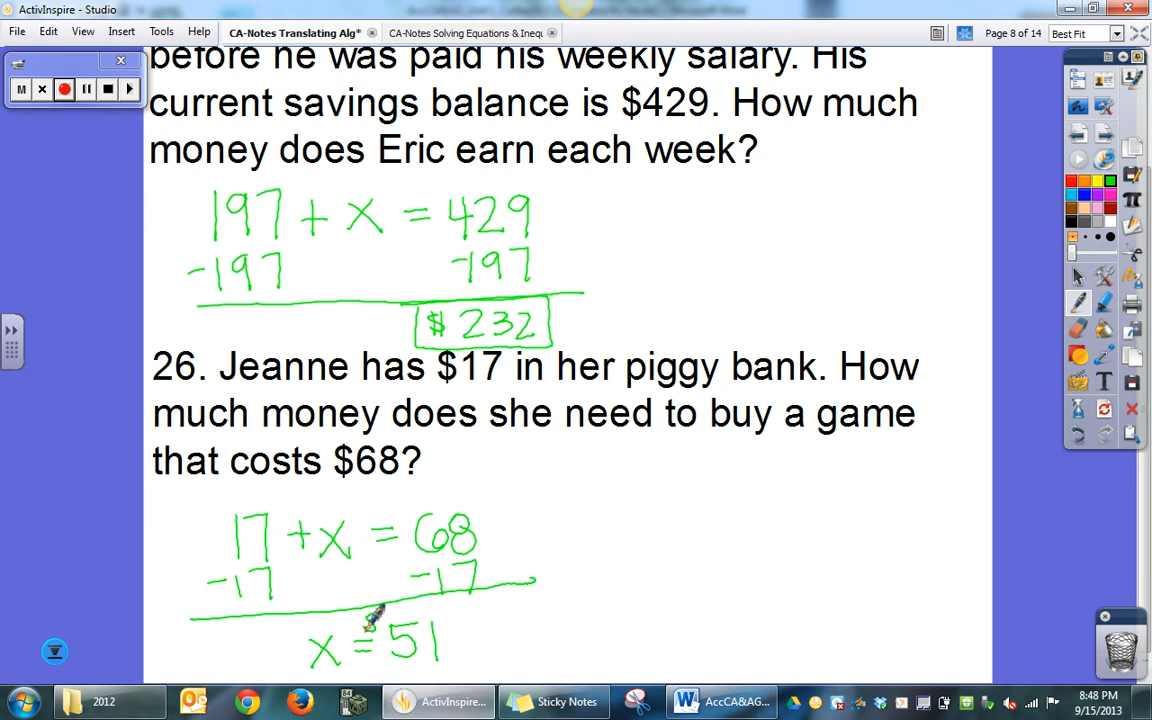 ActivInspire - Studio
File Edit View Insert Tools Help
CA-Notes Translating Alg*
CA-Notes Solving Equations & Inequ
Page 8 of 14
Best Fit
M
before he was paid his weekly salary. His
current savings balance is $429. How much
money does Eric earn each week?
197 + x = 429
-197 -197
$232
26. Jeanne has $17 in her piggy bank. How
much money does she need to buy a game
that costs $68?
17 + x = 68
-17 -17
x = 51
2012
ActivInspire...
Sticky Notes
AccCA&AG...
8:48 PM
9/15/2013